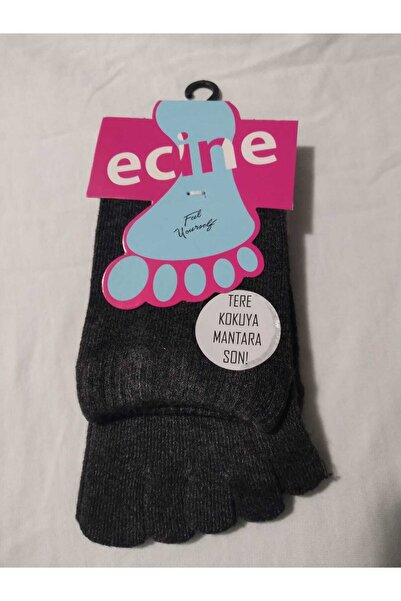 ecine
Feel
Yourself
TERE
KOKUYA
MANTARA
SON!